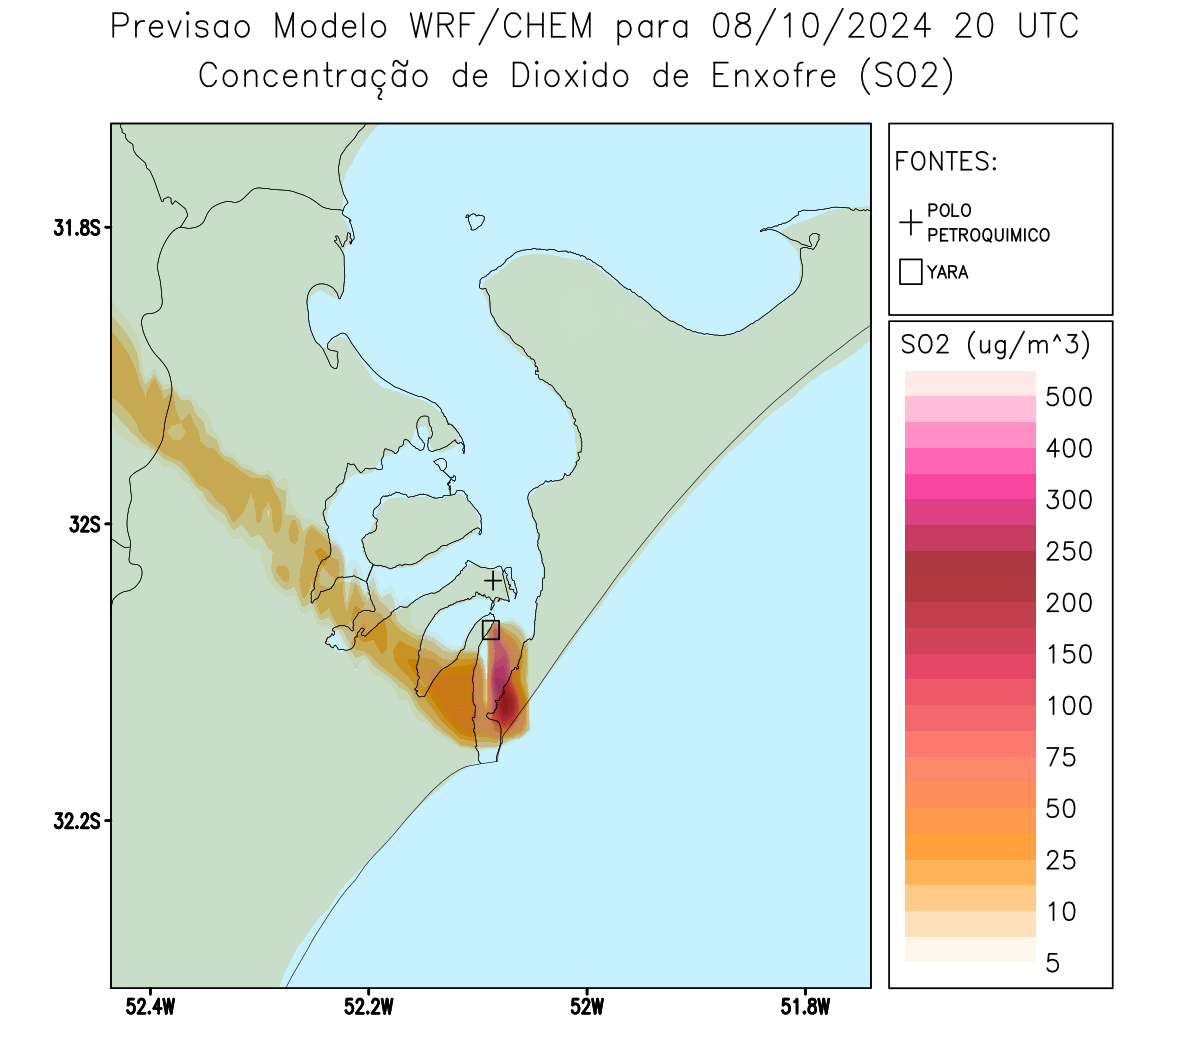 Previsao Modelo WRF/CHEM para 08/10/2024 20 UTC
Concentração de Dioxido de Enxofre (SO2)
FONTES:
POLO
PETROQUIMICO
YARA
SO2 (ug/m^3)
500
400
300
250
200
150
100
75
50
25
10
5
31.8S
32S
32.2S
52.4W
52.2W
52W
51.8W